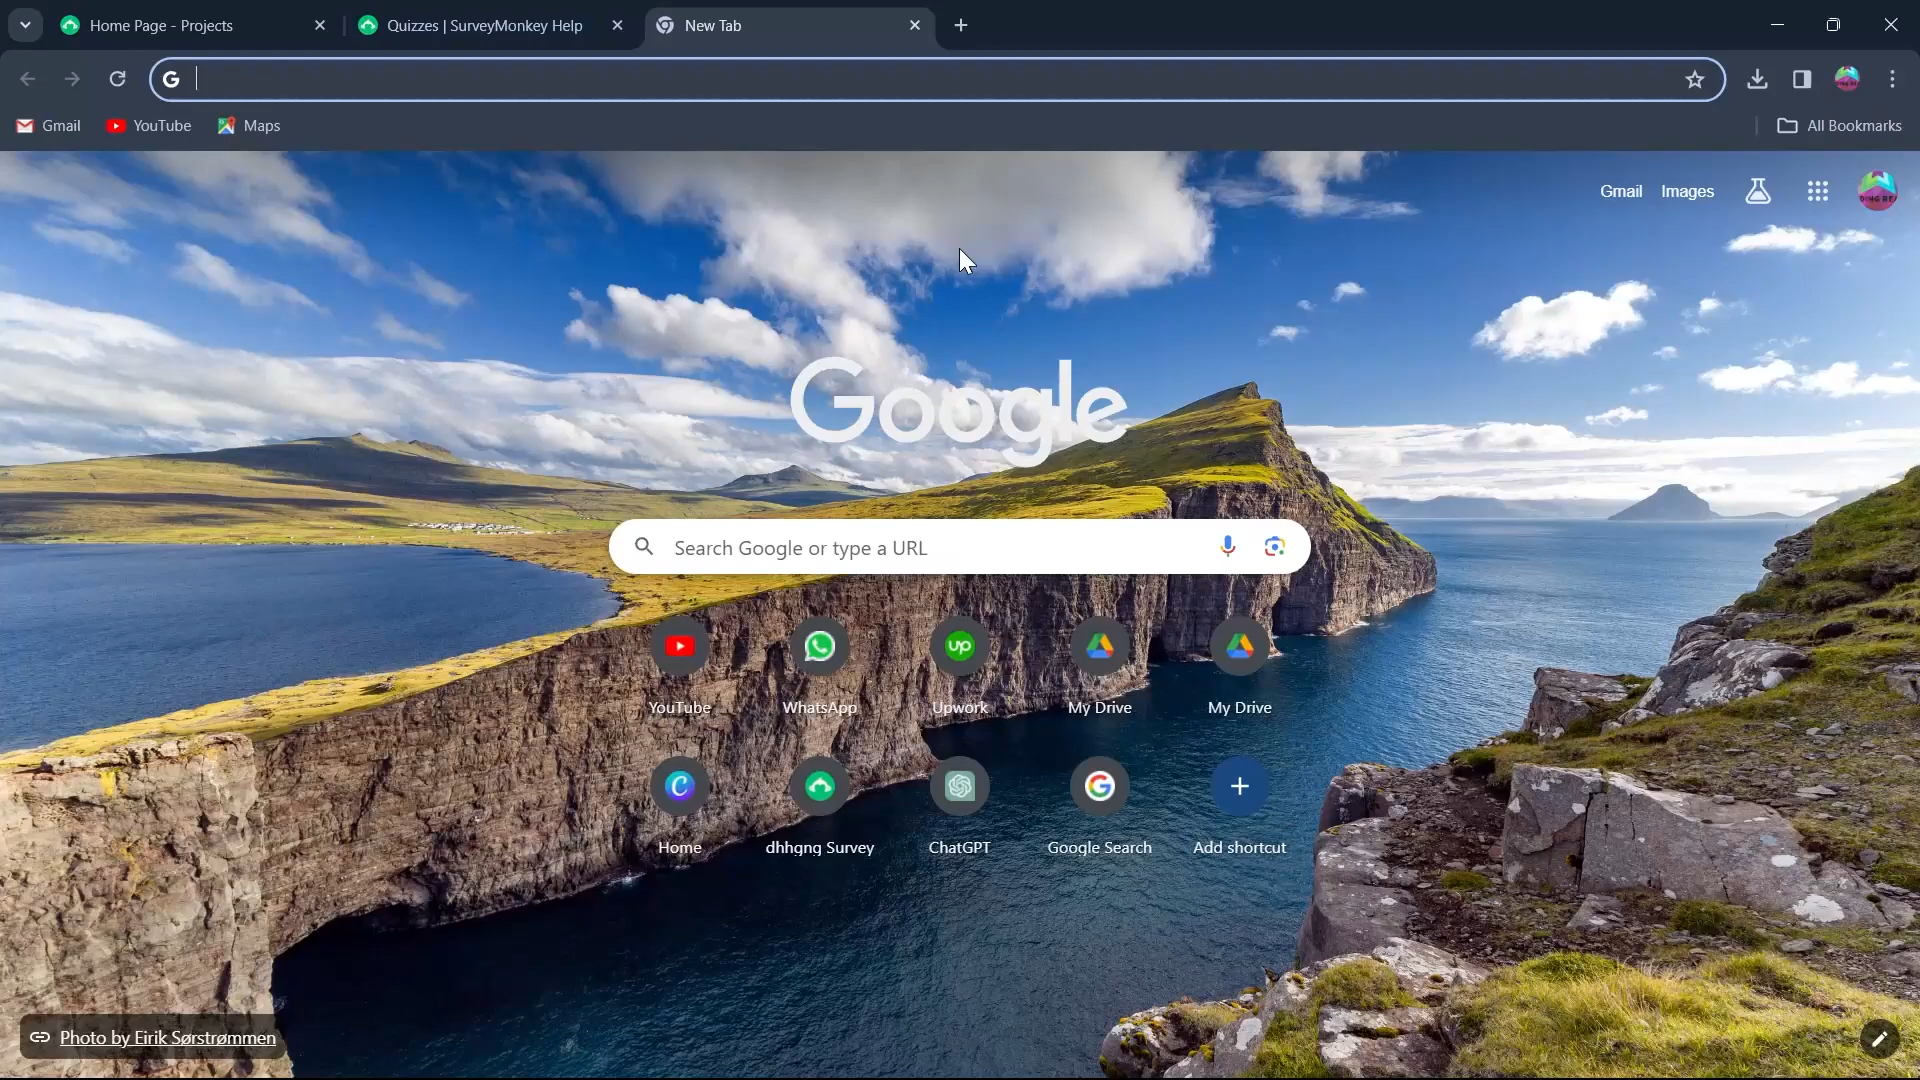 Home Page - Projects
Quizzes | SurveyMonkey Help
New Tab
Gmail
YouTube
Maps
All Bookmarks
Gmail
Images
Google
Search Google or type a URL
YouTube
WhatsApp
Upwork
My Drive
My Drive
Home
dhhgng Survey
ChatGPT
Google Search
Add shortcut
Photo by Eirik Sørstrømmen